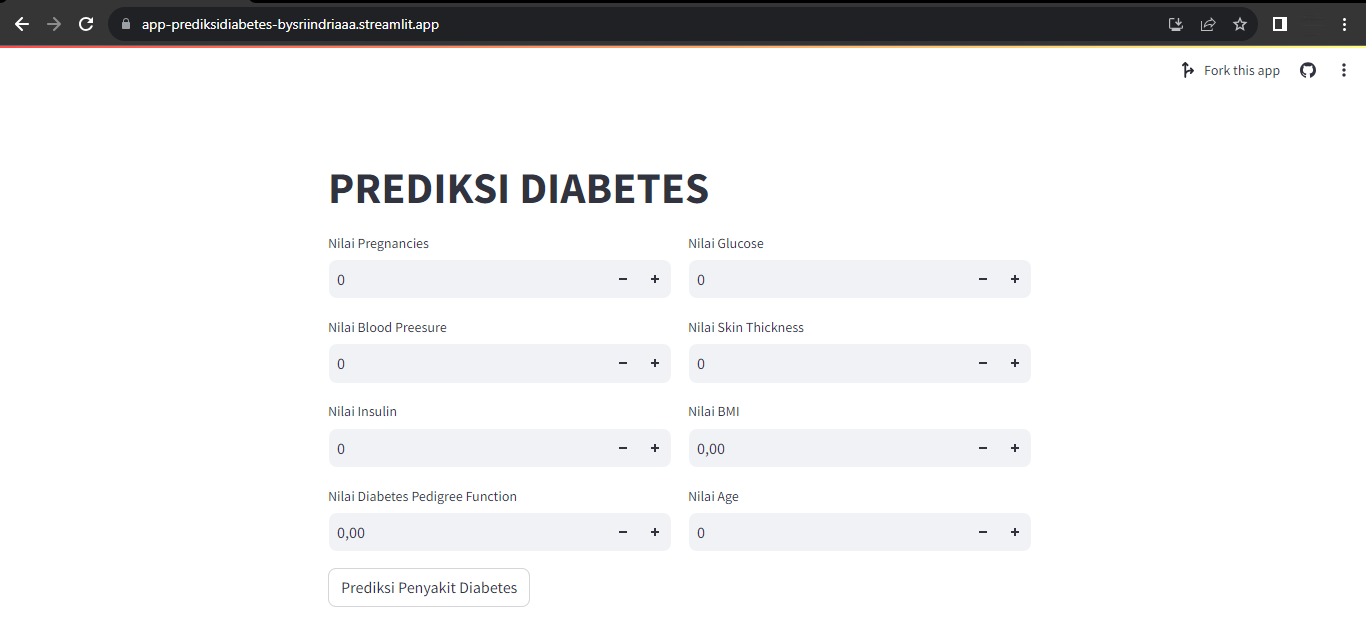 app-prediksidiabetes-bysriindriaaa.streamlit.app
Fork this app
PREDIKSI DIABETES
Nilai Pregnancies
Nilai Glucose
0
0
Nilai Blood Preesure
Nilai Skin Thickness
0
0
Nilai Insulin
Nilai BMI
0
0,00
Nilai Diabetes Pedigree Function
Nilai Age
0,00
0
Prediksi Penyakit Diabetes